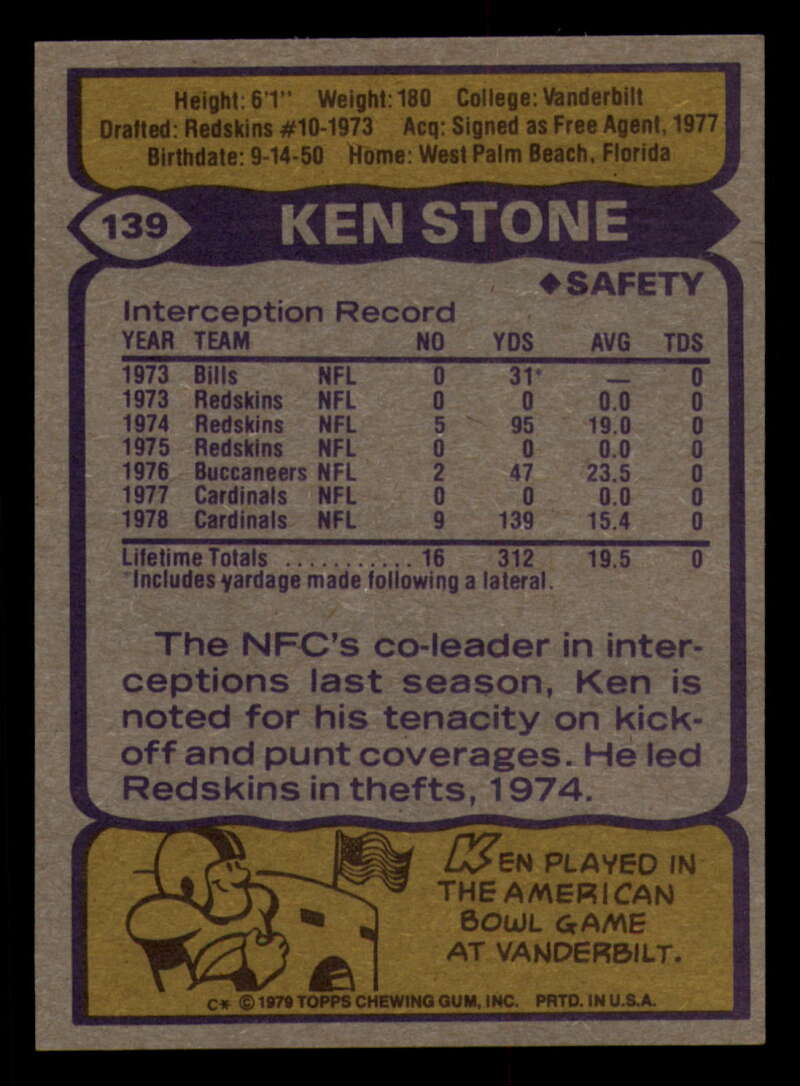 Height: 6'1" Weight: 180 College: Vanderbilt
Drafted: Redskins #10-1973 Acq: Signed as Free Agent, 1977
Birthdate: 9-14-50 Home: West Palm Beach, Florida
139 KEN STONE
◆SAFETY
Interception Record
YEAR TEAM NO YDS AVG TDS
1973 Bills NFL 0 31* — 0
1973 Redskins NFL 0 0 0.0 0
1974 Redskins NFL 5 95 19.0 0
1975 Redskins NFL 0 0 0.0 0
1976 Buccaneers NFL 2 47 23.5 0
1977 Cardinals NFL 0 0 0.0 0
1978 Cardinals NFL 9 139 15.4 0
Lifetime Totals ........... 16 312 19.5 0
*Includes yardage made following a lateral.
The NFC's co-leader in inter-
ceptions last season, Ken is
noted for his tenacity on kick-
off and punt coverages. He led
Redskins in thefts, 1974.
KEN PLAYED IN
THE AMERICAN
BOWL GAME
AT VANDERBILT.
C* © 1979 TOPPS CHEWING GUM, INC. PRTD. IN U.S.A.